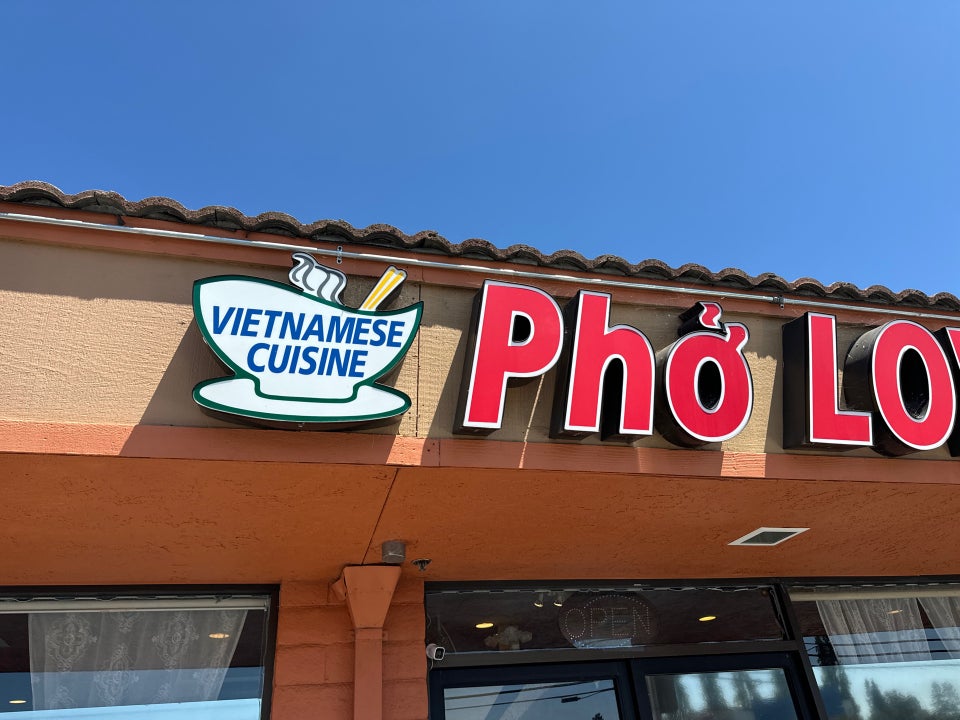 VIETNAMESE
CUISINE
Phở LO
OPEN